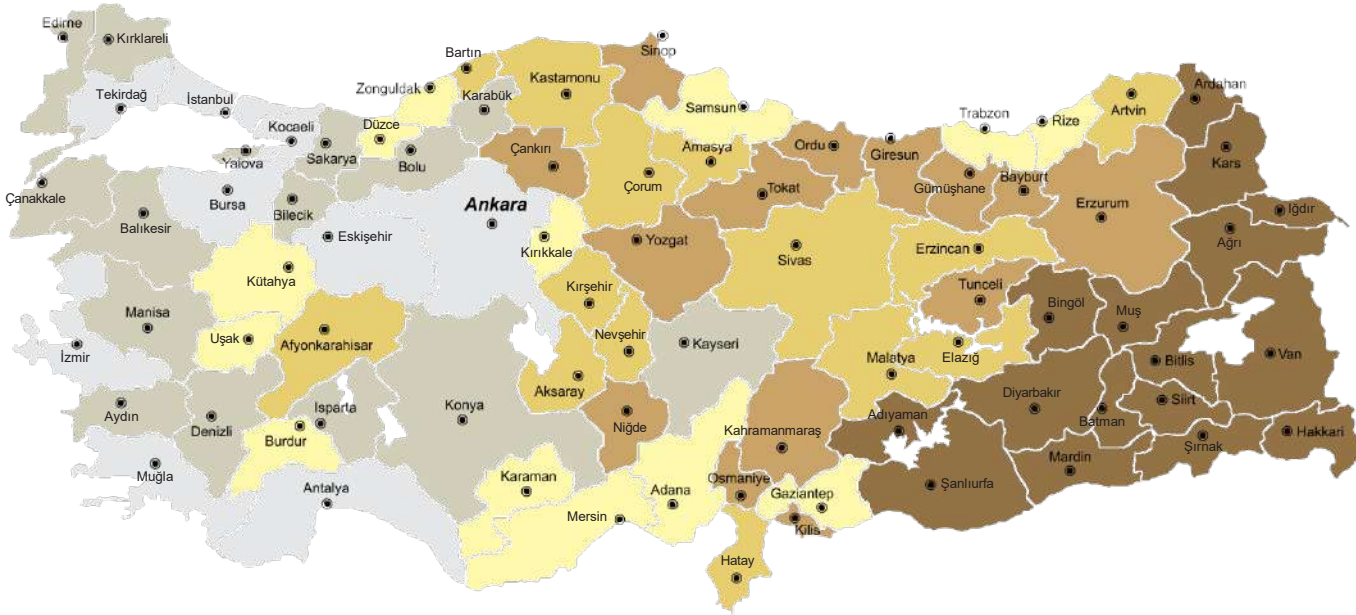 Edirne
Kırklareli
Tekirdağ
İstanbul
Kocaeli
Yalova
Sakarya
Düzce
Zonguldak
Bartın
Karabük
Bolu
Kastamonu
Sinop
Çankırı
Samsun
Amasya
Çorum
Ordu
Giresun
Tokat
Trabzon
Gümüşhane
Bayburt
Rize
Artvin
Ardahan
Kars
Erzurum
Iğdır
Ağrı
Çanakkale
Balıkesir
Bursa
Bilecik
Eskişehir
Ankara
Kırıkkale
Yozgat
Sivas
Erzincan
Tunceli
Bingöl
Muş
Kütahya
Manisa
Uşak
İzmir
Afyonkarahisar
Kırşehir
Nevşehir
Kayseri
Aksaray
Malatya
Elazığ
Bitlis
Van
Diyarbakır
Batman
Siirt
Aydın
Denizli
Isparta
Burdur
Konya
Niğde
Kahramanmaraş
Adıyaman
Şırnak
Hakkari
Muğla
Antalya
Karaman
Mersin
Adana
Osmaniye
Gaziantep
Kilis
Şanlıurfa
Mardin
Hatay